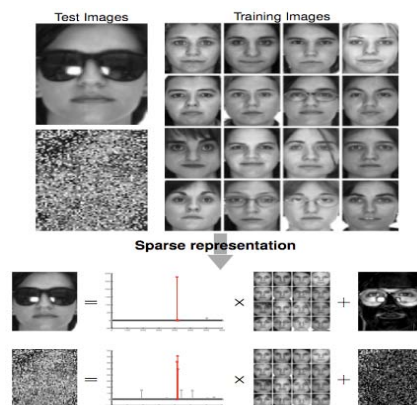 Test Images
Training Images
Sparse representation
= × +
= × +